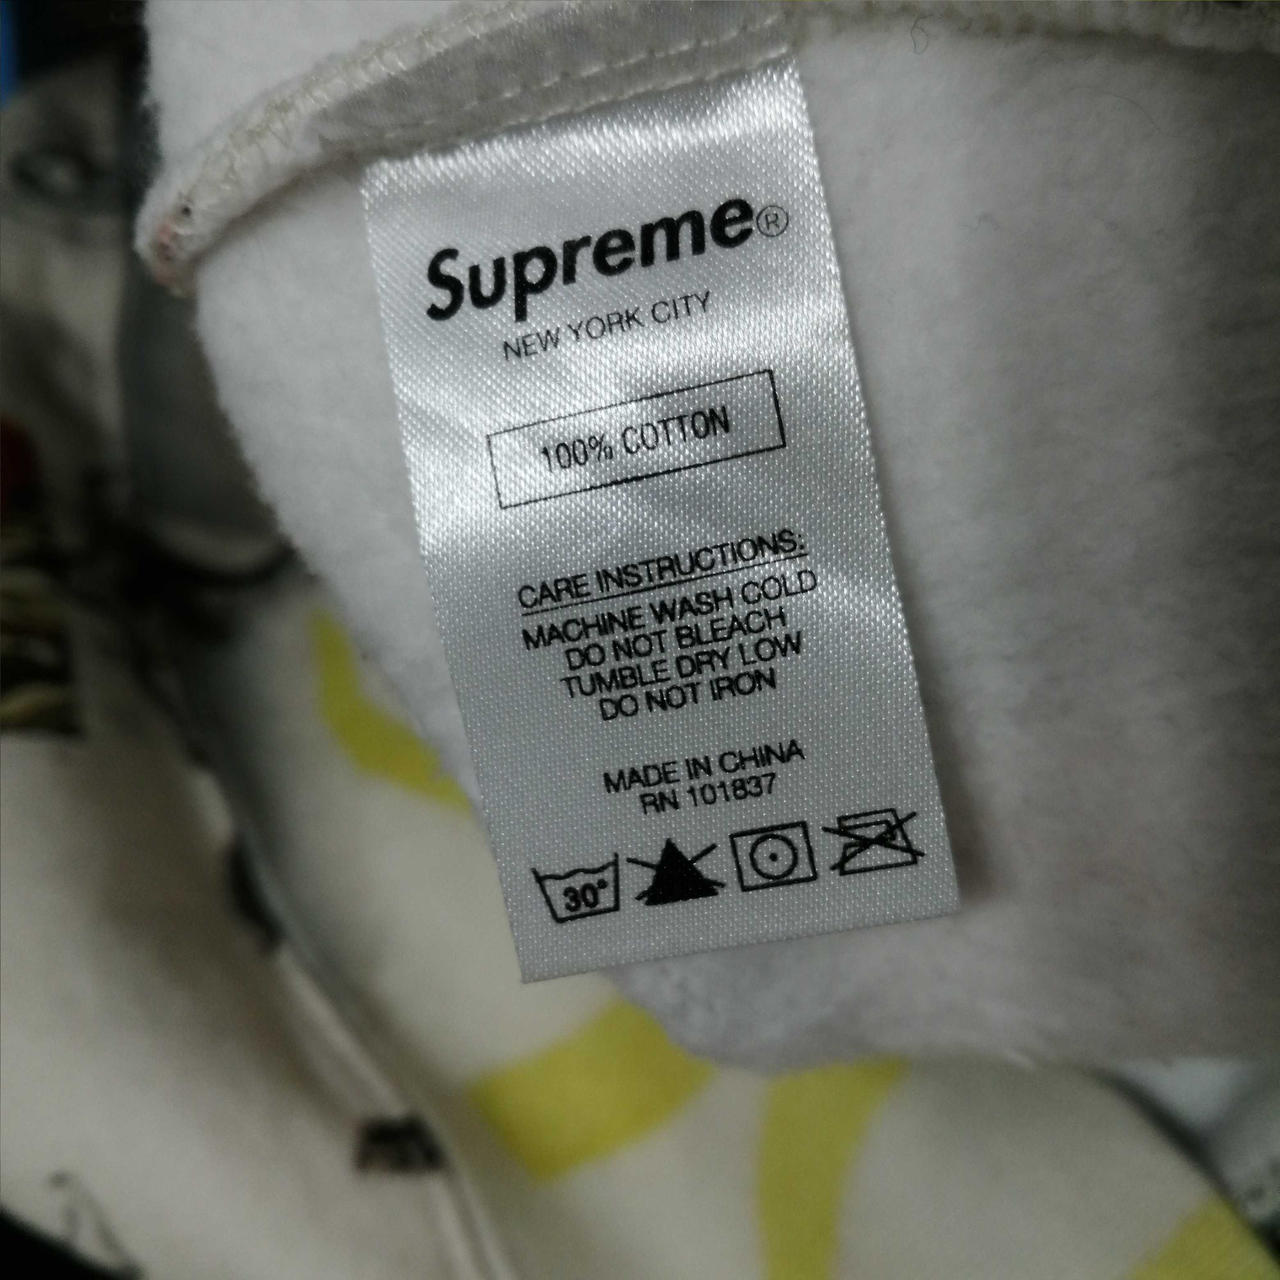 Supreme®
NEW YORK CITY
100% COTTON
CARE INSTRUCTIONS:
MACHINE WASH COLD
DO NOT BLEACH
TUMBLE DRY LOW
DO NOT IRON
MADE IN CHINA
RN 101837
30°